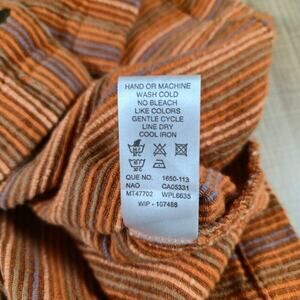 HAND OR MACHINE
WASH COLD
NO BLEACH
LIKE COLORS
GENTLE CYCLE
LINE DRY
COOL IRON
QUE NO. 1650-113
NAO CA05331
MT47702 WPL6635
WIP - 107488